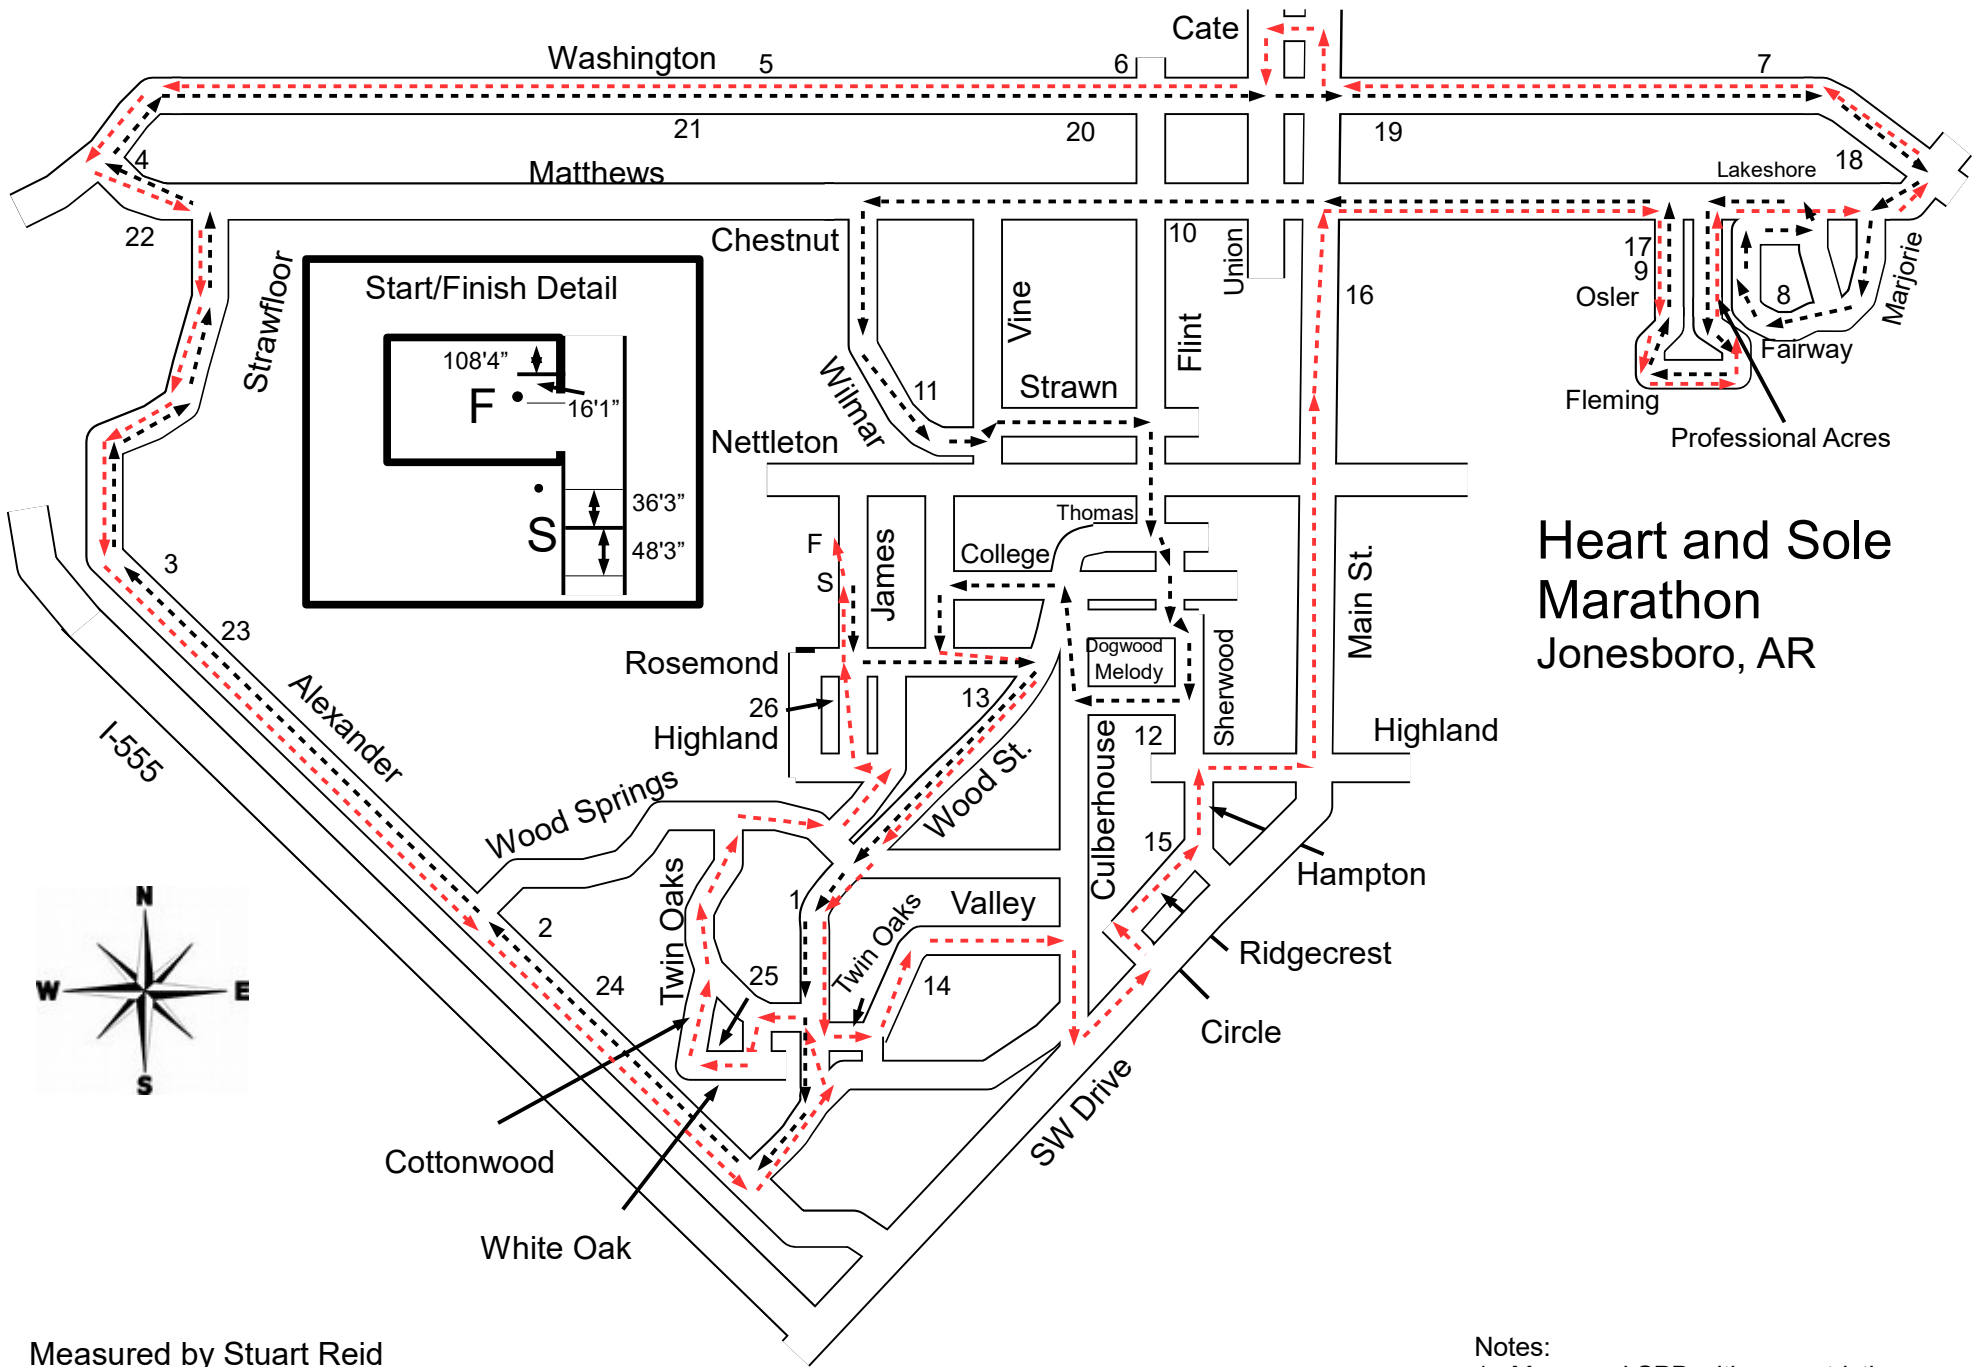 Cate
Washington
5
6
7
4
21
20
19
18
Matthews
Lakeshore
22
Chestnut
10
Union
17
9
Osler
8
Marjorie
Strawfloor
Start/Finish Detail
108'4”
F
16'1”
36'3”
S
48'3”
Vine
Flint
16
Fairway
Fleming
Professional Acres
Wilmar
11
Strawn
Nettleton
Thomas
College
James
F
S
Main St.
Heart and Sole
Marathon
Jonesboro, AR
3
23
Rosemond
Dogwood
Melody
Sherwood
26
Highland
13
12
Highland
Alexander
I-555
Wood Springs
Wood St.
Culberhouse
15
Hampton
Twin Oaks
1
Valley
Twin Oaks
Ridgecrest
2
24
25
14
Circle
N
W
E
S
Cottonwood
SW Drive
White Oak
Measured by Stuart Reid
Notes: